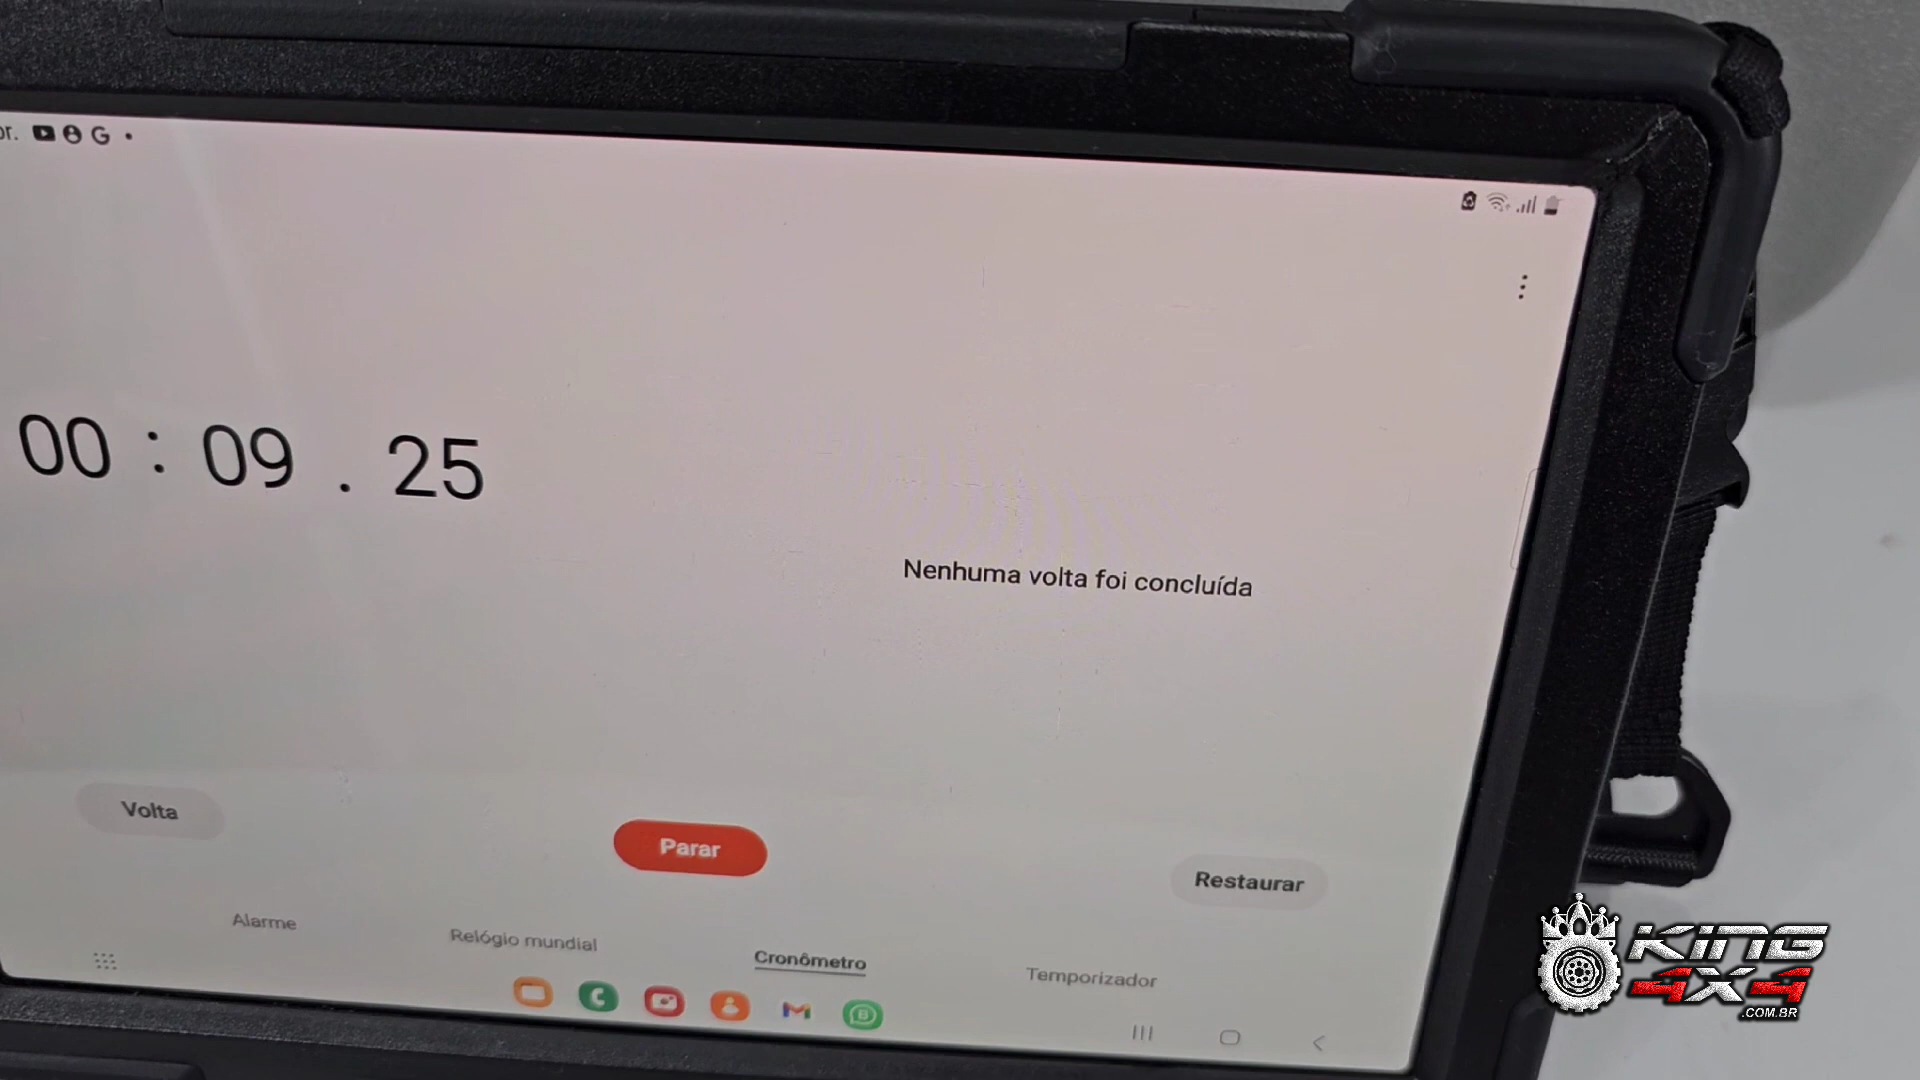 or.
00 : 09 . 25
Nenhuma volta foi concluída
Volta
Parar
Restaurar
Alarme
Relógio mundial
Cronômetro
Temporizador
KING
4X4
.COM.BR